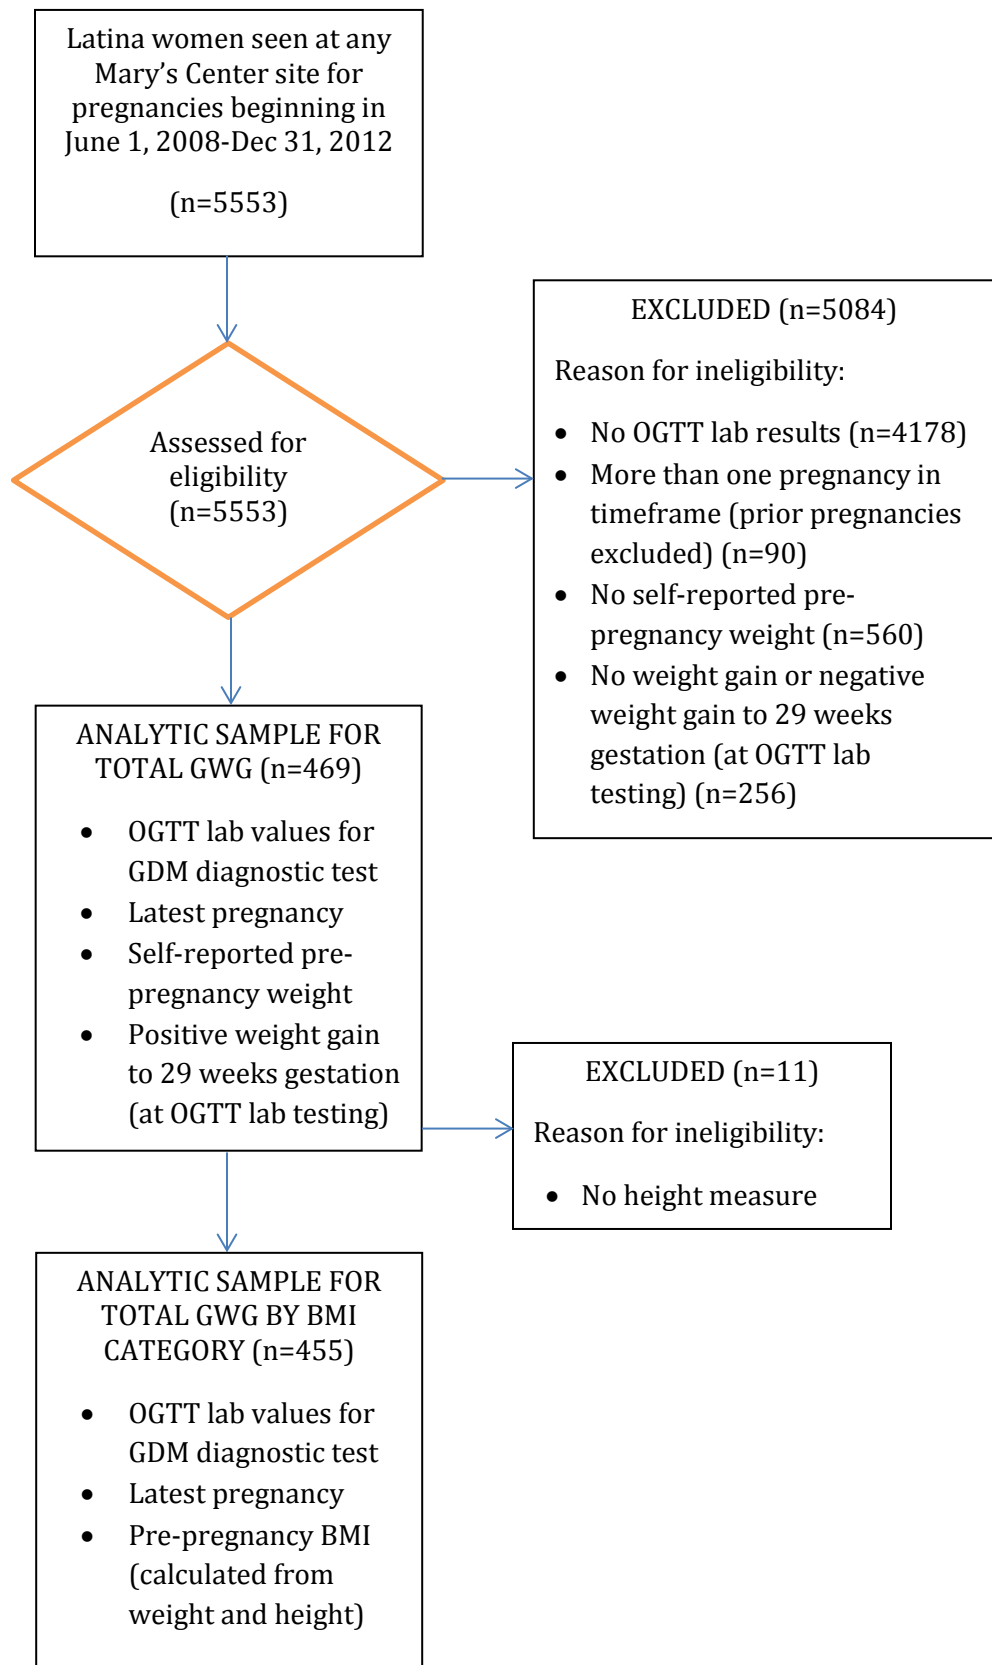 Latina women seen at any
Mary’s Center site for
pregnancies beginning in
June 1, 2008-Dec 31, 2012
(n=5553)
Assessed for
eligibility
(n=5553)
EXCLUDED (n=5084)
Reason for ineligibility:
• No OGTT lab results (n=4178)
• More than one pregnancy in
timeframe (prior pregnancies
excluded) (n=90)
• No self-reported pre-
pregnancy weight (n=560)
• No weight gain or negative
weight gain to 29 weeks
gestation (at OGTT lab
testing) (n=256)
ANALYTIC SAMPLE FOR
TOTAL GWG (n=469)
• OGTT lab values for
GDM diagnostic test
• Latest pregnancy
• Self-reported pre-
pregnancy weight
• Positive weight gain
to 29 weeks gestation
(at OGTT lab testing)
EXCLUDED (n=11)
Reason for ineligibility:
• No height measure
ANALYTIC SAMPLE FOR
TOTAL GWG BY BMI
CATEGORY (n=455)
• OGTT lab values for
GDM diagnostic test
• Latest pregnancy
• Pre-pregnancy BMI
(calculated from
weight and height)